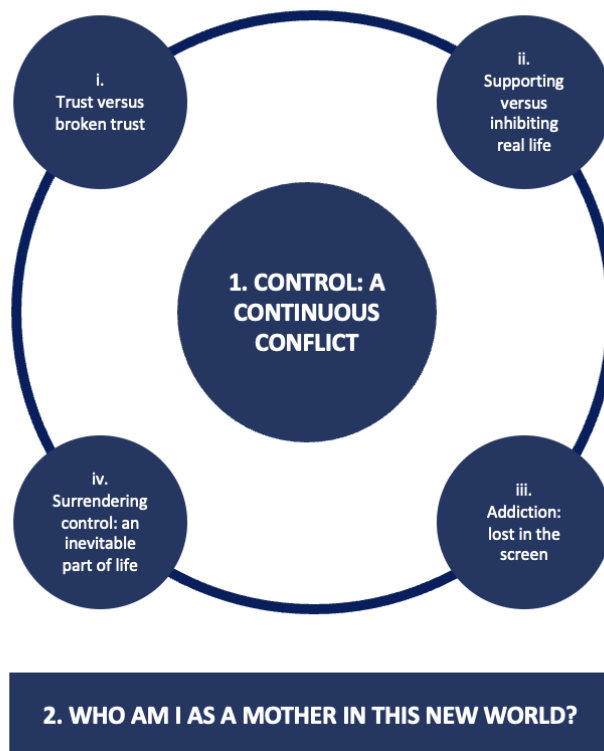 i.
Trust versus
broken trust
ii.
Supporting
versus
inhibiting
real life
1. CONTROL: A
CONTINUOUS
CONFLICT
iv.
Surrendering
control: an
inevitable
part of life
iii.
Addiction:
lost in the
screen
2. WHO AM I AS A MOTHER IN THIS NEW WORLD?